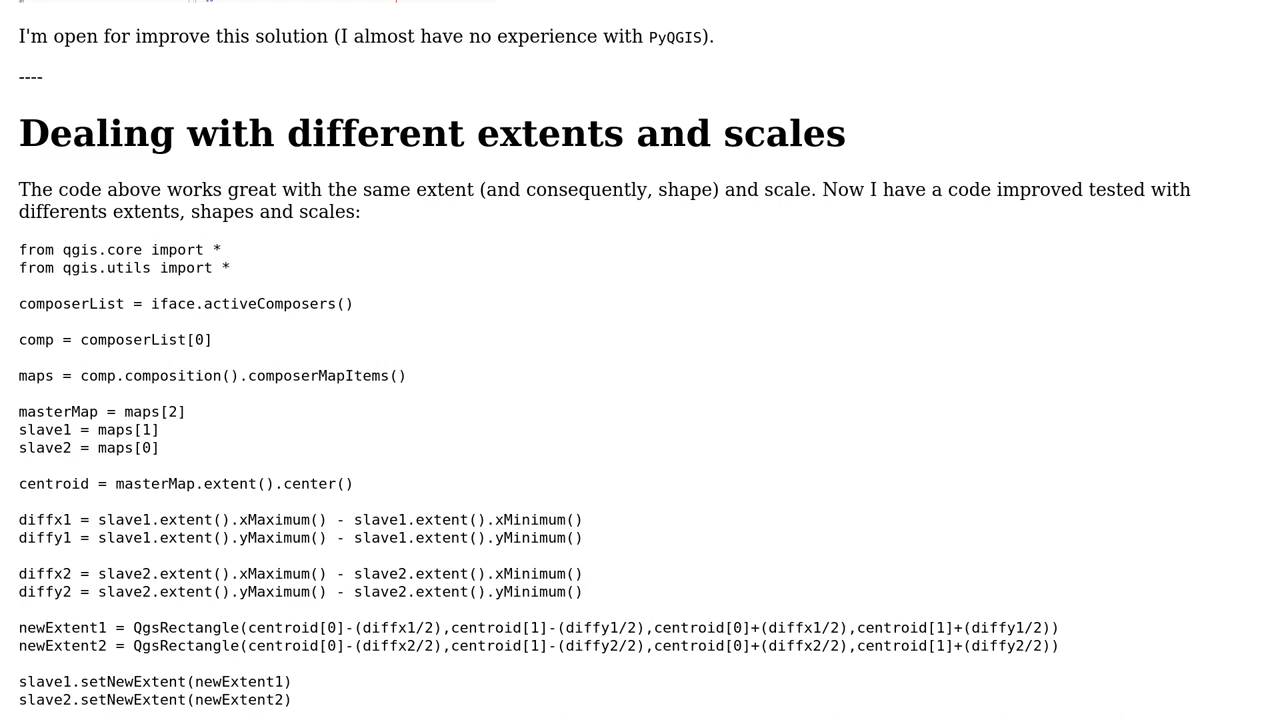 I'm open for improve this solution (I almost have no experience with PyQGIS).
----
Dealing with different extents and scales
The code above works great with the same extent (and consequently, shape) and scale. Now I have a code improved tested with
differents extents, shapes and scales:
from qgis.core import *
from qgis.utils import *
composerList = iface.activeComposers()
comp = composerList[0]
maps = comp.composition().composerMapItems()
masterMap = maps[2]
slave1 = maps[1]
slave2 = maps[0]
centroid = masterMap.extent().center()
diffx1 = slave1.extent().xMaximum() - slave1.extent().xMinimum()
diffy1 = slave1.extent().yMaximum() - slave1.extent().yMinimum()
diffx2 = slave2.extent().xMaximum() - slave2.extent().xMinimum()
diffy2 = slave2.extent().yMaximum() - slave2.extent().yMinimum()
newExtent1 = QgsRectangle(centroid[0]-(diffx1/2),centroid[1]-(diffy1/2),centroid[0]+(diffx1/2),centroid[1]+(diffy1/2))
newExtent2 = QgsRectangle(centroid[0]-(diffx2/2),centroid[1]-(diffy2/2),centroid[0]+(diffx2/2),centroid[1]+(diffy2/2))
slave1.setNewExtent(newExtent1)
slave2.setNewExtent(newExtent2)